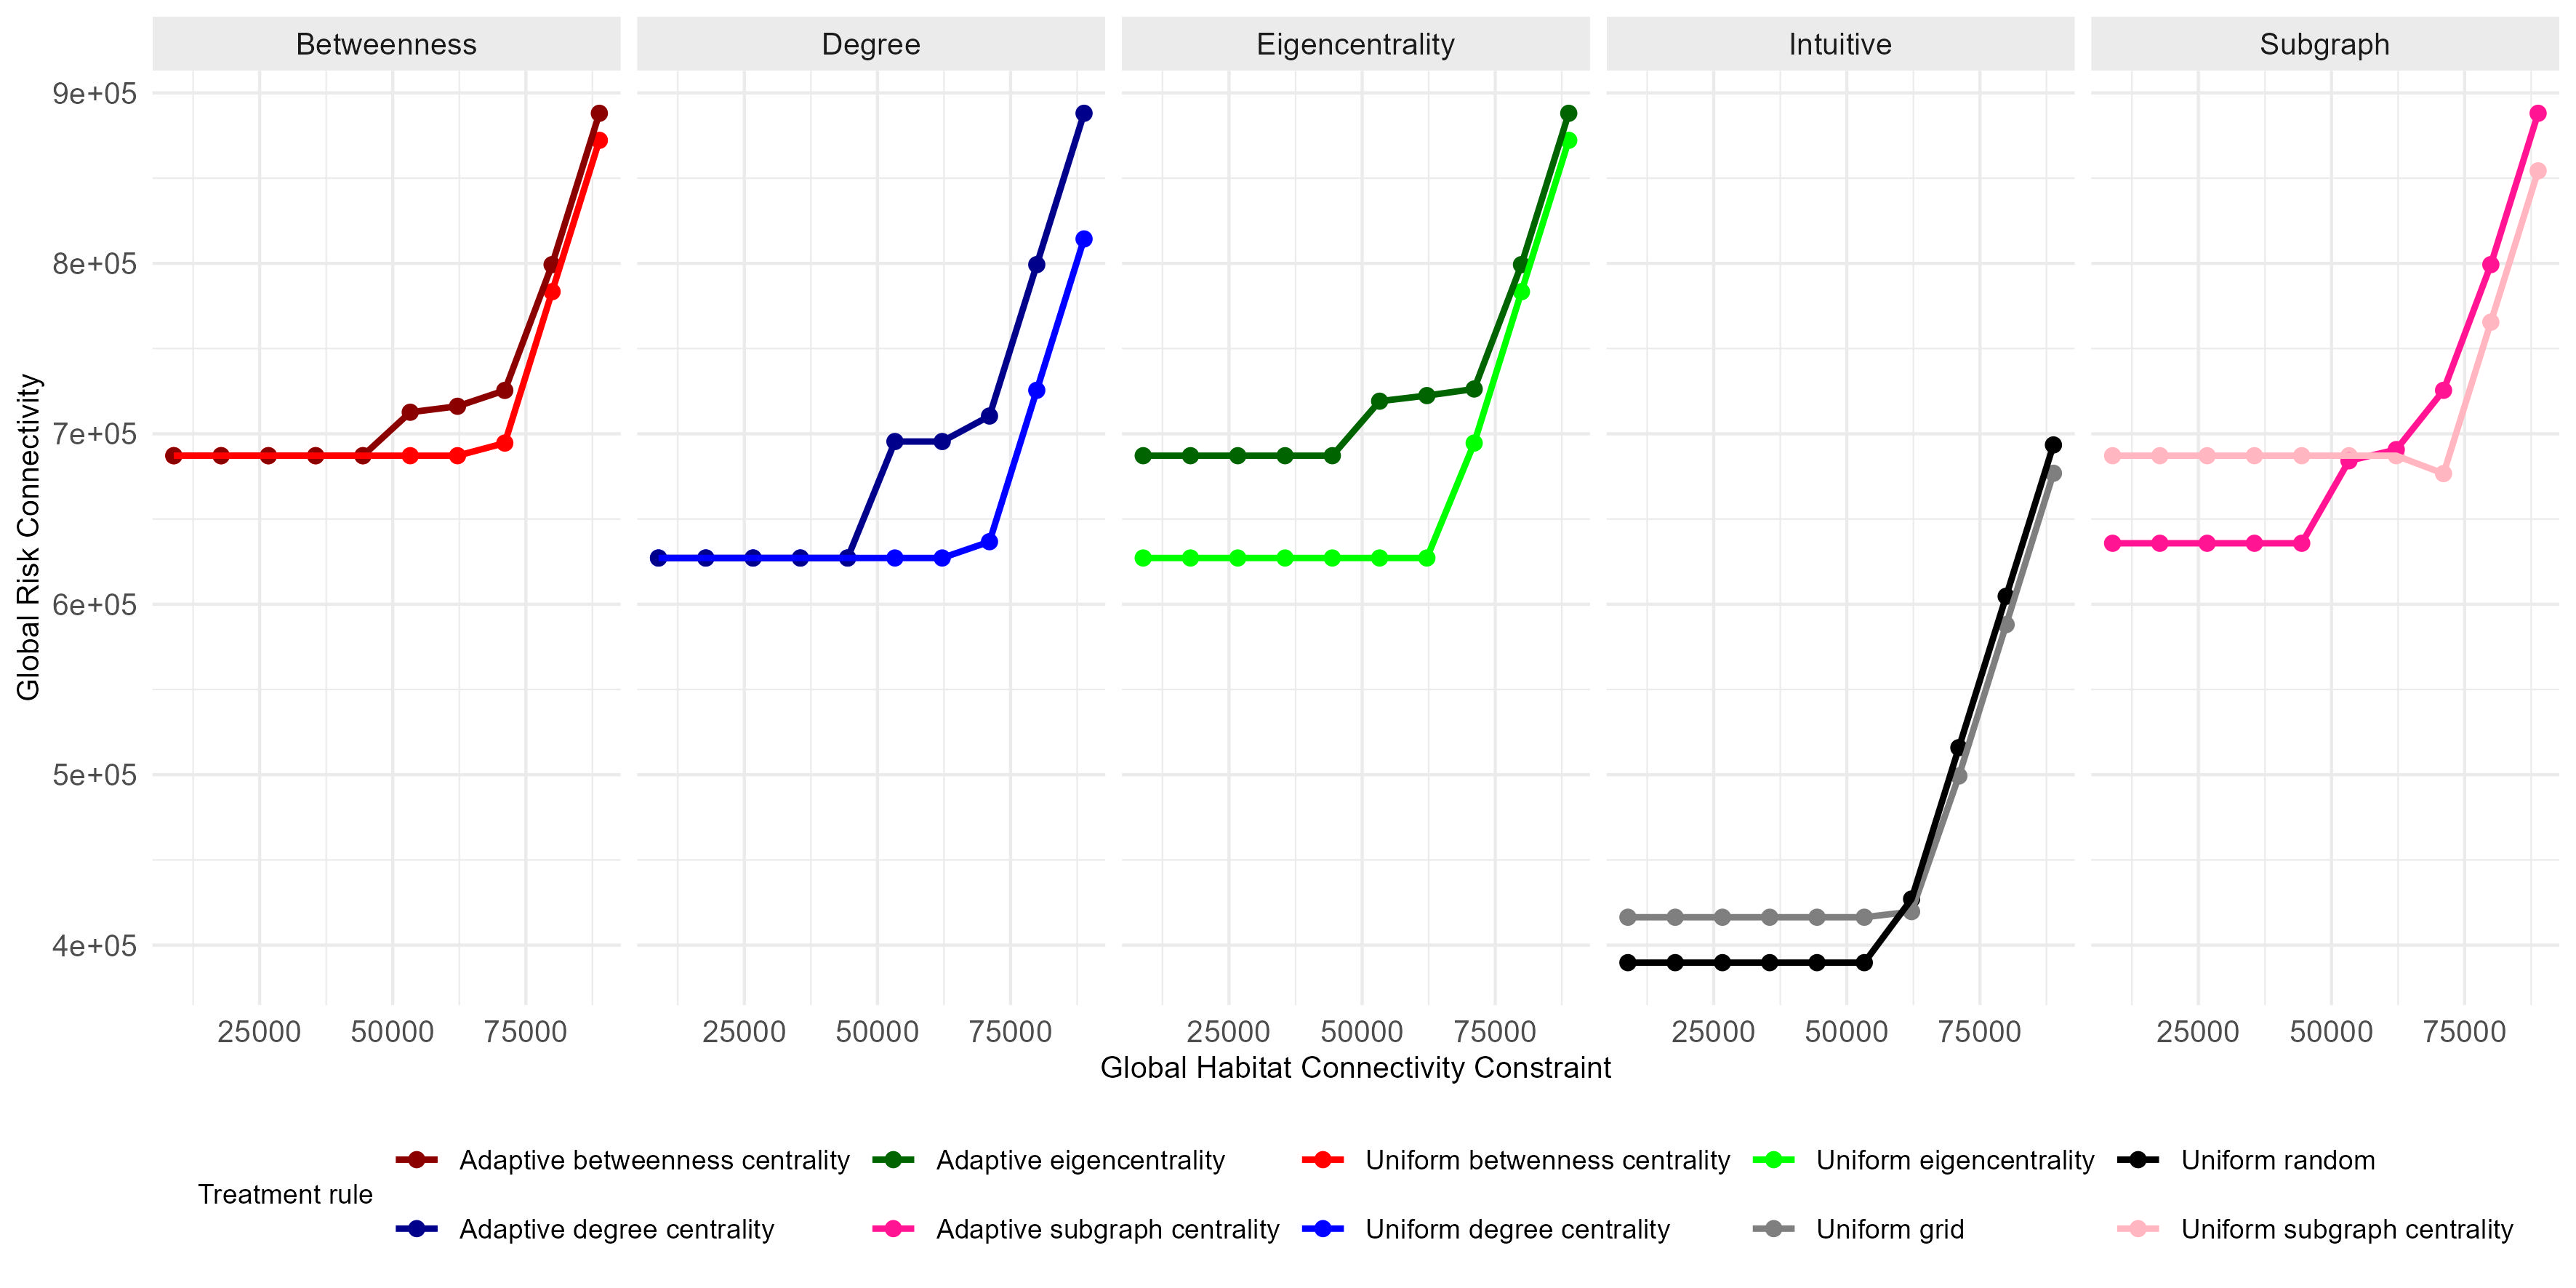 Betweenness Degree Eigencentrality Intuitive Subgraph
9e+05
8e+05
7e+05
6e+05
5e+05
4e+05
Global Risk Connectivity
25000 50000 75000 25000 50000 75000 25000 50000 75000 25000 50000 75000 25000 50000 75000
Global Habitat Connectivity Constraint
Treatment rule
Adaptive betweenness centrality Adaptive eigencentrality Uniform betwenness centrality Uniform eigencentrality Uniform random
Adaptive degree centrality Adaptive subgraph centrality Uniform degree centrality Uniform grid Uniform subgraph centrality